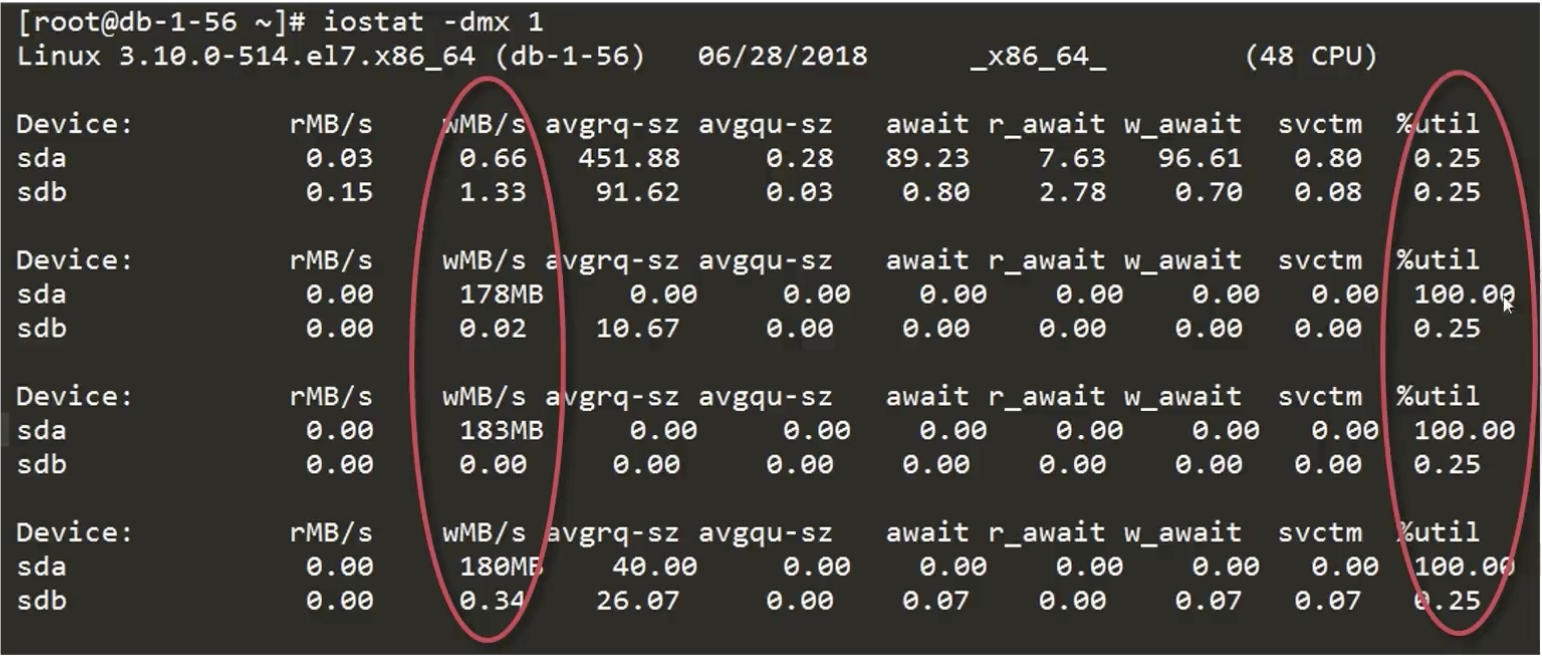 [root@db-1-56 ~]# iostat -dmx 1
Linux 3.10.0-514.el7.x86_64 (db-1-56) 06/28/2018 _x86_64_ (48 CPU)
Device: rMB/s wMB/s avgrq-sz avgqu-sz await r_await w_await svctm %util
sda 0.03 0.66 451.88 0.28 89.23 7.63 96.61 0.80 0.25
sdb 0.15 1.33 91.62 0.03 0.80 2.78 0.70 0.08 0.25
Device: rMB/s wMB/s avgrq-sz avgqu-sz await r_await w_await svctm %util
sda 0.00 178MB 0.00 0.00 0.00 0.00 0.00 0.00 100.00
sdb 0.00 0.02 10.67 0.00 0.00 0.00 0.00 0.00 0.25
Device: rMB/s wMB/s avgrq-sz avgqu-sz await r_await w_await svctm %util
sda 0.00 183MB 0.00 0.00 0.00 0.00 0.00 0.00 100.00
sdb 0.00 0.00 0.00 0.00 0.00 0.00 0.00 0.00 0.25
Device: rMB/s wMB/s avgrq-sz avgqu-sz await r_await w_await svctm %util
sda 0.00 180MB 40.00 0.00 0.00 0.00 0.00 0.00 100.00
sdb 0.00 0.34 26.07 0.00 0.07 0.00 0.07 0.07 0.25